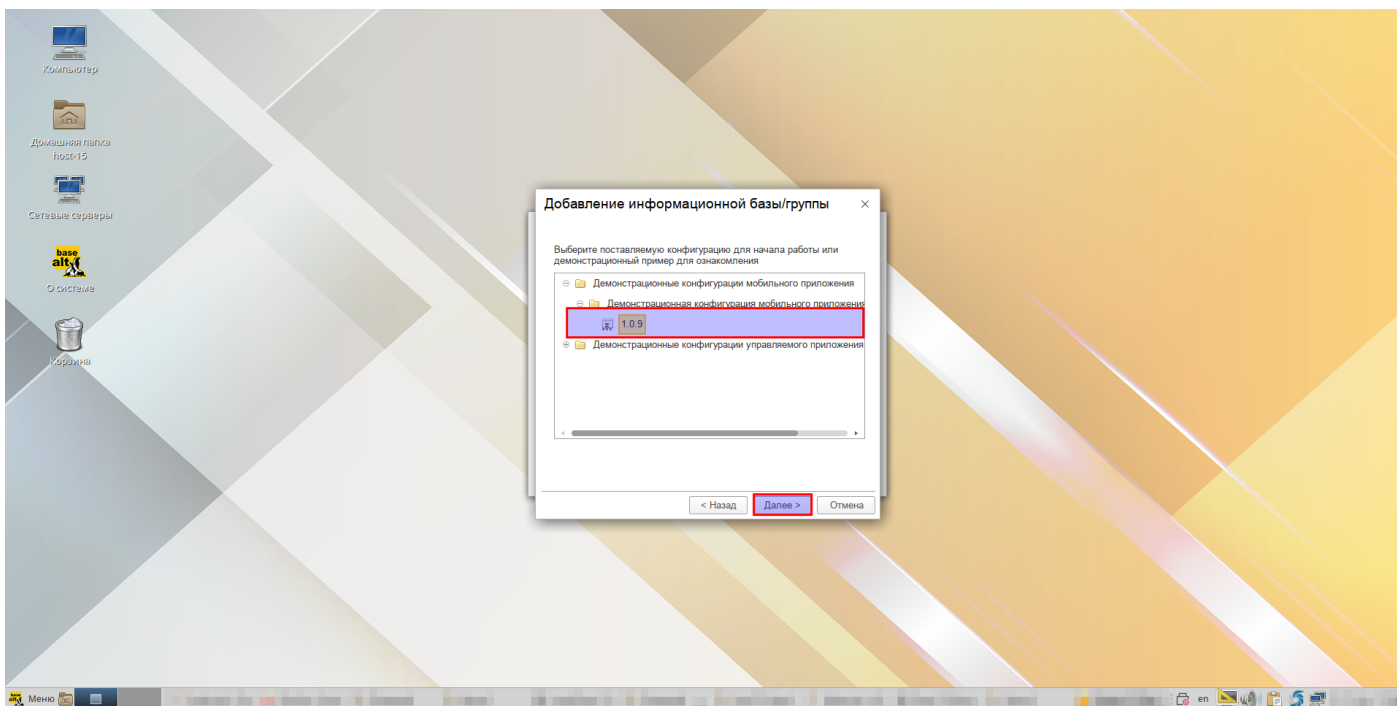 Компьютер
Домашняя папка
host-15
Сетевые серверы
base
alt
О системе
Корзина
Добавление информационной базы/группы
Выберите поставляемую конфигурацию для начала работы или
демонстрационный пример для ознакомления
Демонстрационные конфигурации мобильного приложения
Демонстрационная конфигурация мобильного приложения
1.0.9
Демонстрационные конфигурации управляемого приложения
< Назад
Далее >
Отмена
base
alt
Меню
en